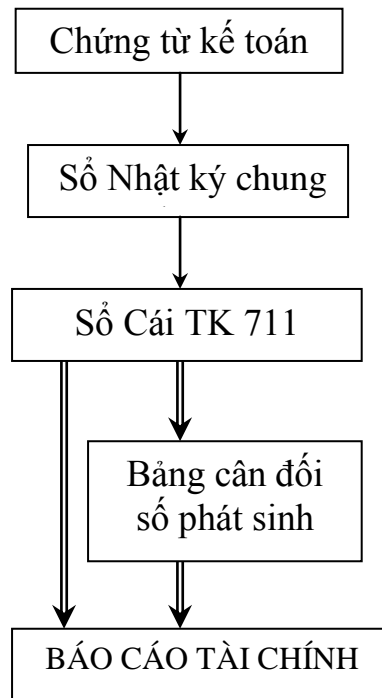 Chứng từ kế toán
Sổ Nhật ký chung
Sổ Cái TK 711
Bảng cân đối
số phát sinh
BÁO CÁO TÀI CHÍNH